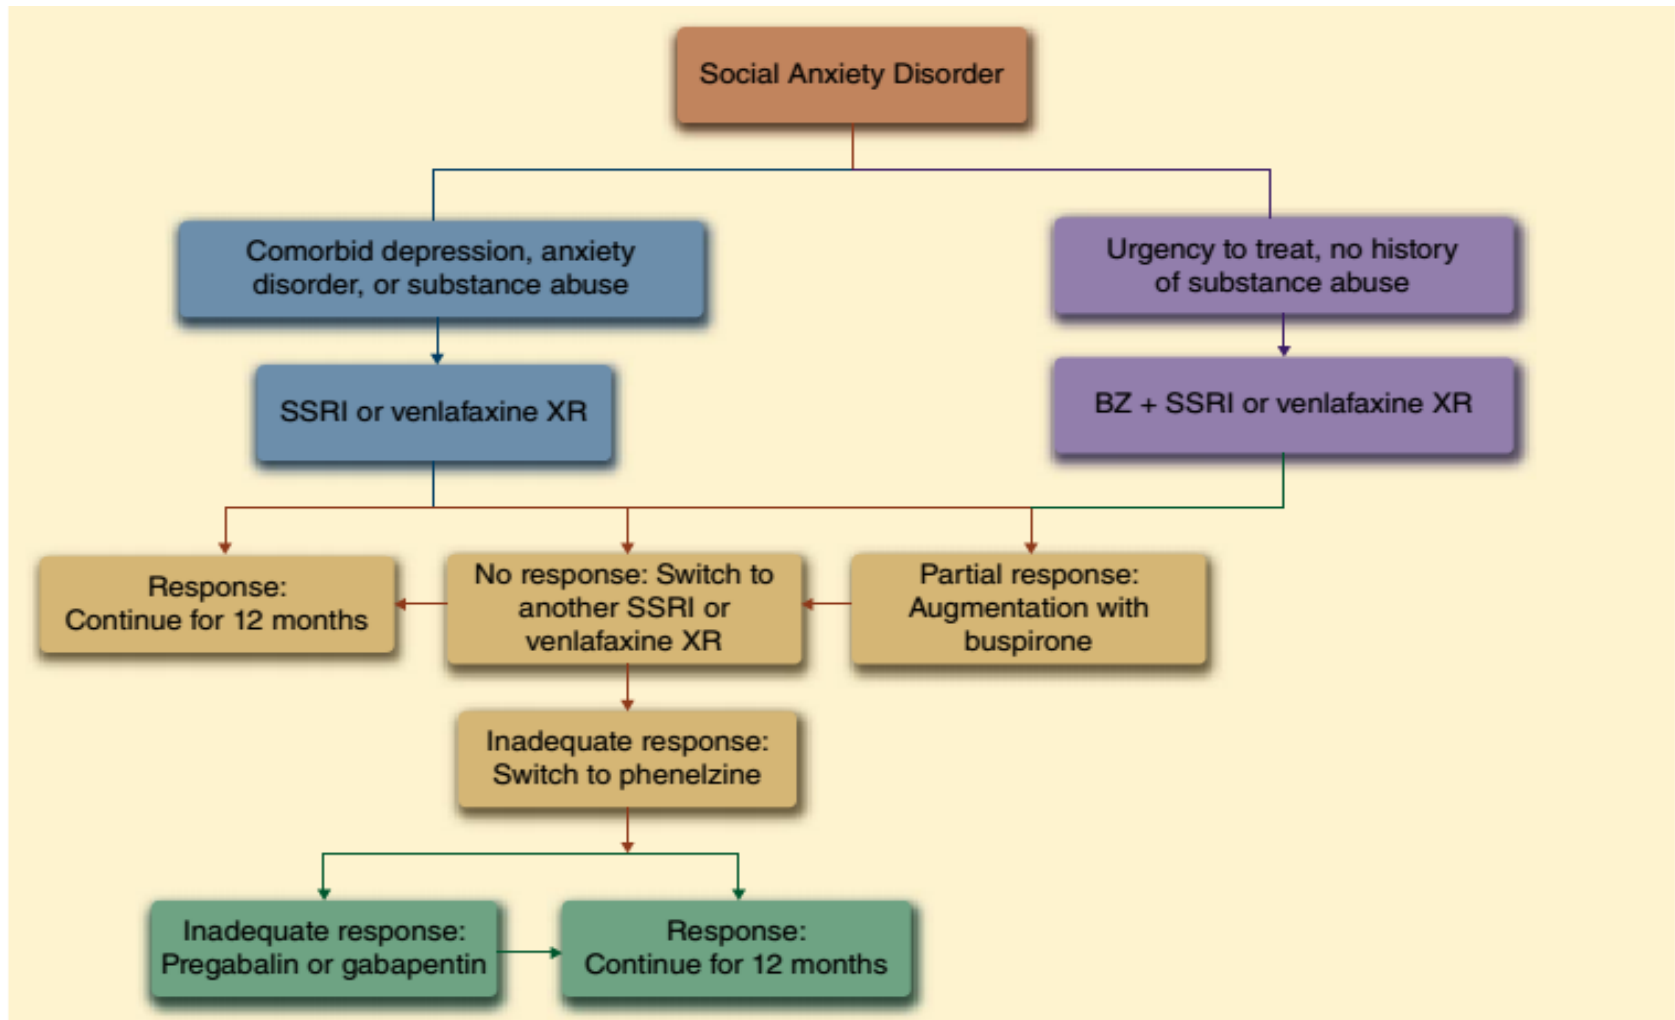 Social Anxiety Disorder
Comorbid depression, anxiety
disorder, or substance abuse
Urgency to treat, no history
of substance abuse
SSRI or venlafaxine XR
BZ + SSRI or venlafaxine XR
Response:
Continue for 12 months
No response: Switch to
another SSRI or
venlafaxine XR
Partial response:
Augmentation with
buspirone
Inadequate response:
Switch to phenelzine
Inadequate response:
Pregabalin or gabapentin
Response:
Continue for 12 months